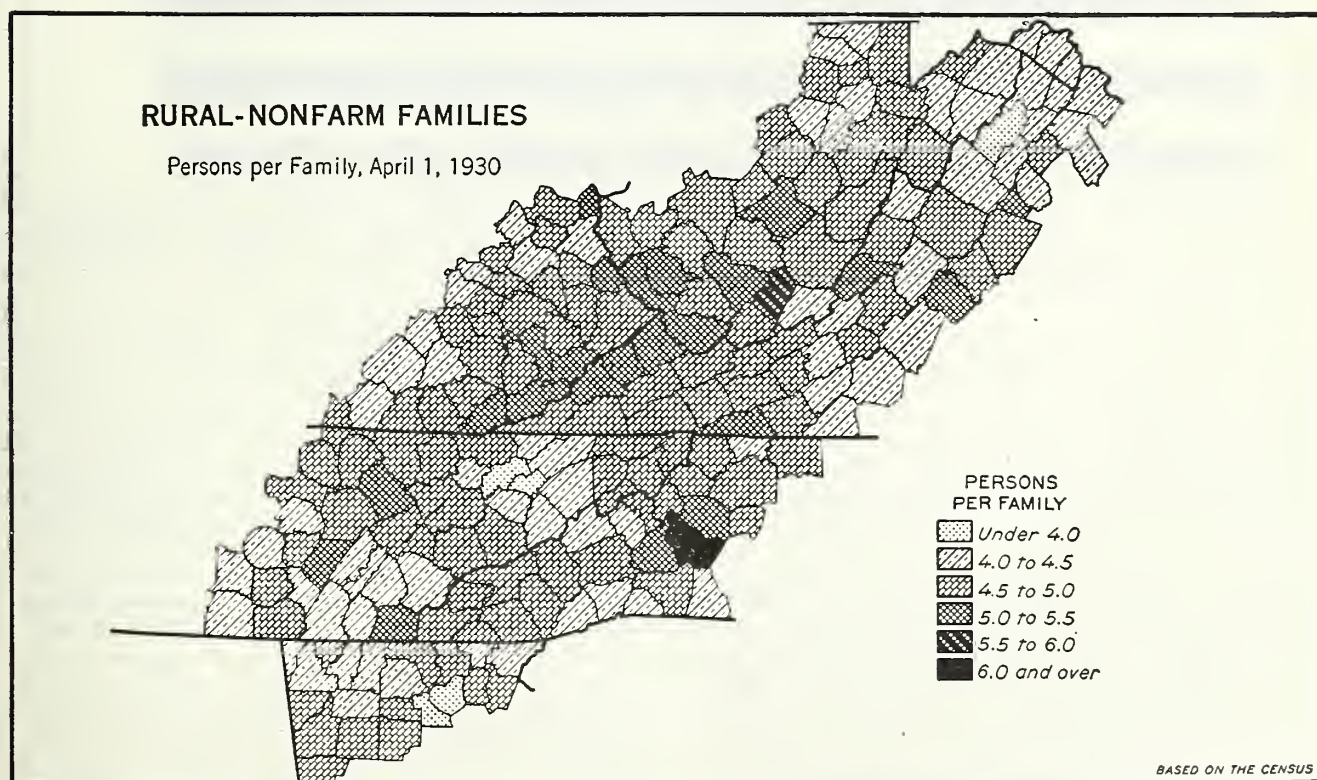 RURAL-NONFARM FAMILIES
Persons per Family, April 1, 1930
PERSONS
PER FAMILY
Under 4.0
4.0 to 4.5
4.5 to 5.0
5.0 to 5.5
5.5 to 6.0
6.0 and over
BASED ON THE CENSUS